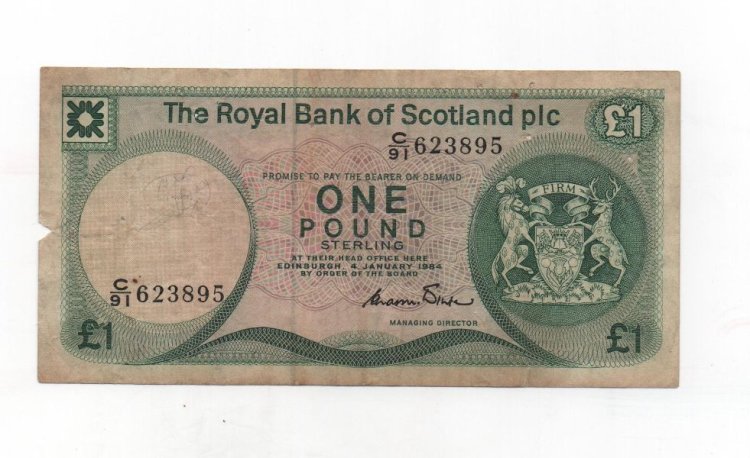 The Royal Bank of Scotland plc
£1
C/91 623895
PROMISE TO PAY THE BEARER ON DEMAND
ONE
POUND
STERLING
AT THEIR HEAD OFFICE HERE
EDINBURGH, 4 JANUARY 1984
BY ORDER OF THE BOARD
FIRM
C/91 623895
MANAGING DIRECTOR
£1
£1